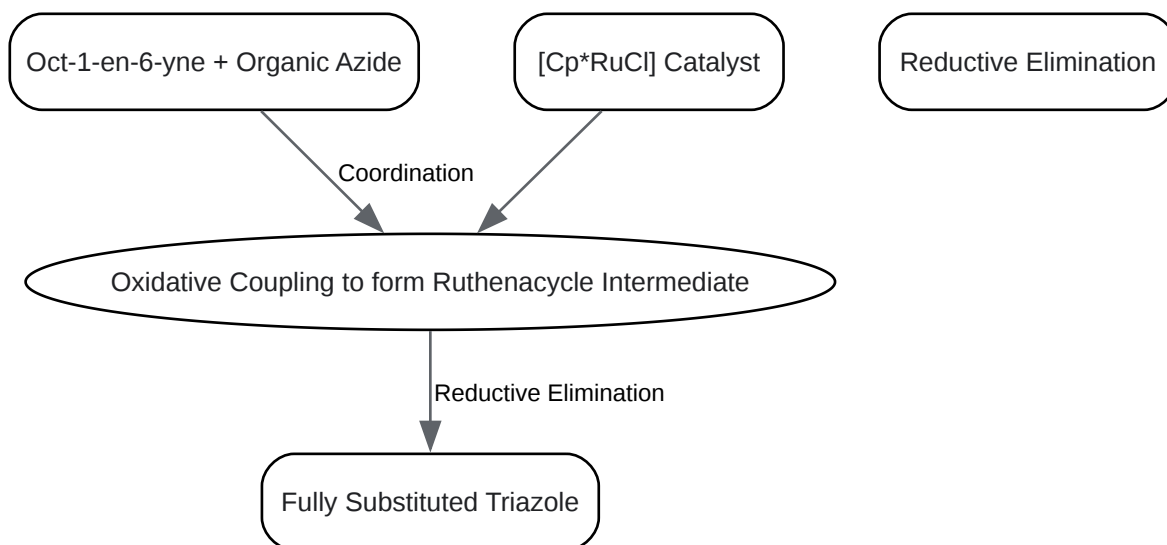 Oct-1-en-6-yne + Organic Azide
[Cp*RuCl] Catalyst
Reductive Elimination
Coordination
Oxidative Coupling to form Ruthenacycle Intermediate
Reductive Elimination
Fully Substituted Triazole